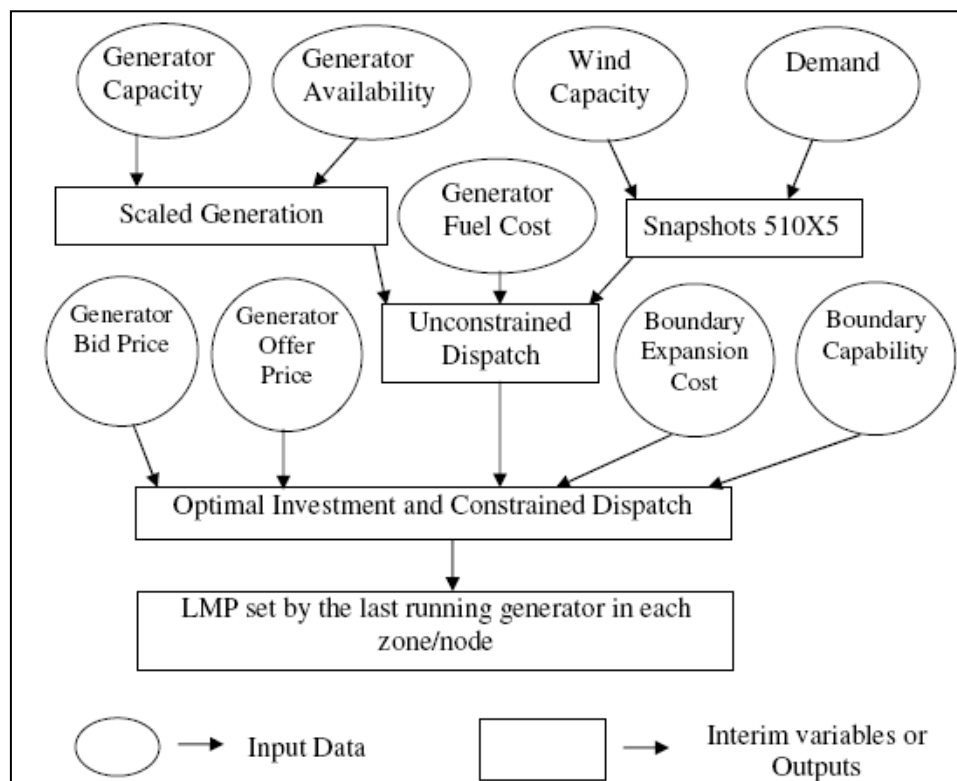 Generator
Capacity
Generator
Availability
Wind
Capacity
Demand
Scaled Generation
Generator
Fuel Cost
Snapshots 510X5
Generator
Bid Price
Generator
Offer
Price
Unconstrained
Dispatch
Boundary
Expansion
Cost
Boundary
Capability
Optimal Investment and Constrained Dispatch
LMP set by the last running generator in each
zone/node
Input Data
Interim variables or
Outputs